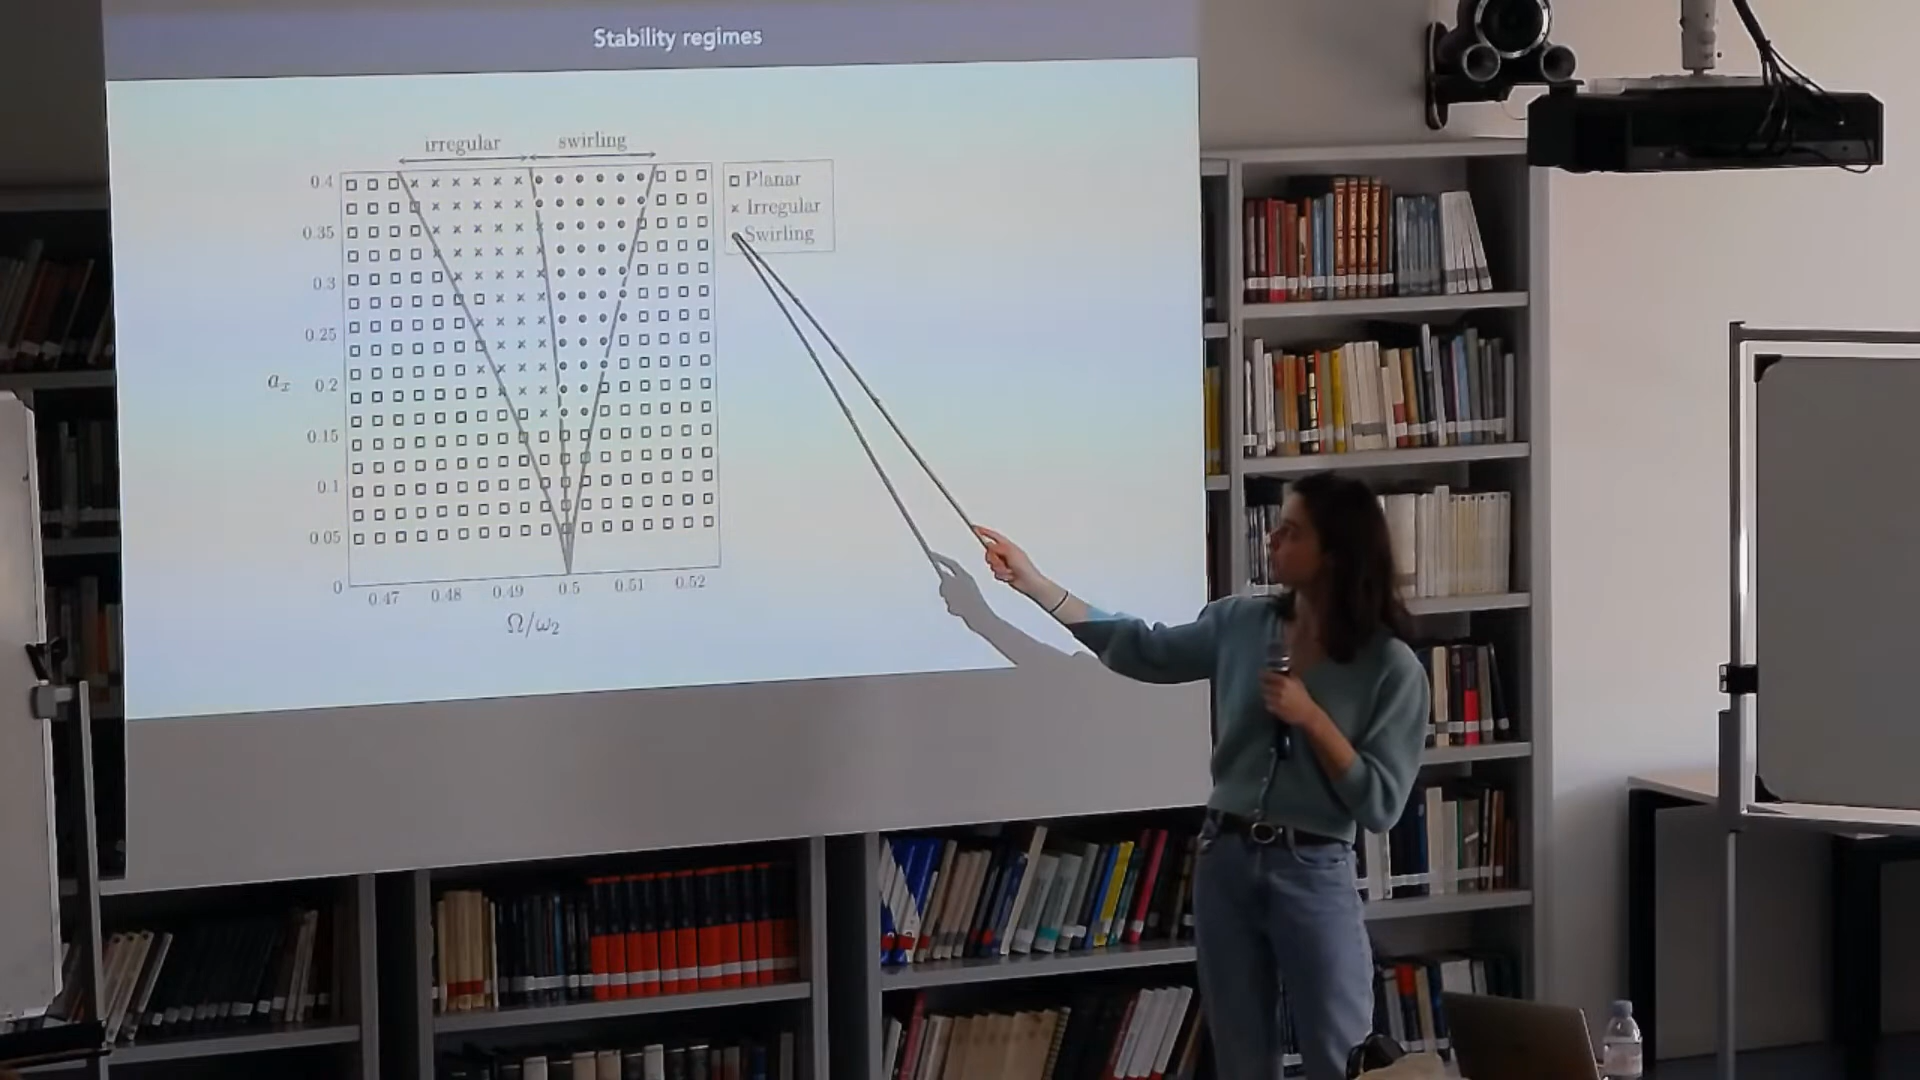 Stability regimes
irregular swirling
0.4
0.35
0.3
0.25
0.2
0.15
0.1
0.05
0
a_x
0.47 0.48 0.49 0.5 0.51 0.52
Ω/ω₂
Planar
Irregular
Swirling